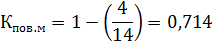 Кпов.м = 1 − (4/14) = 0,714